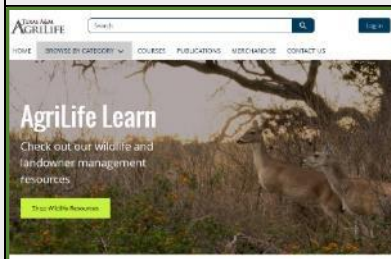 TEXAS A&M
AGRILIFE
Search
Log in
HOME
BROWSE BY CATEGORY
COURSES
PUBLICATIONS
MERCHANDISE
CONTACT US
AgriLife Learn
Check out our wildlife and
landowner management
resources
Shop Wildlife Resources